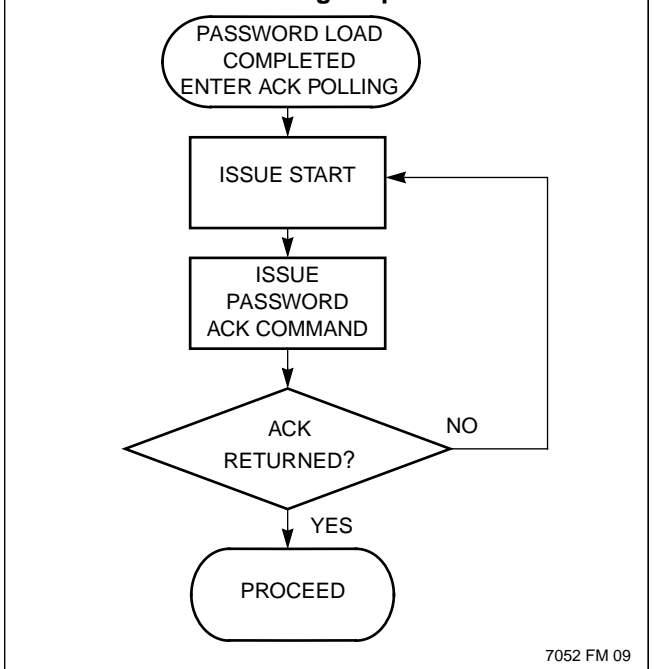 PASSWORD LOAD
COMPLETED
ENTER ACK POLLING
ISSUE START
ISSUE
PASSWORD
ACK COMMAND
ACK
RETURNED?
NO
YES
PROCEED
7052 FM 09